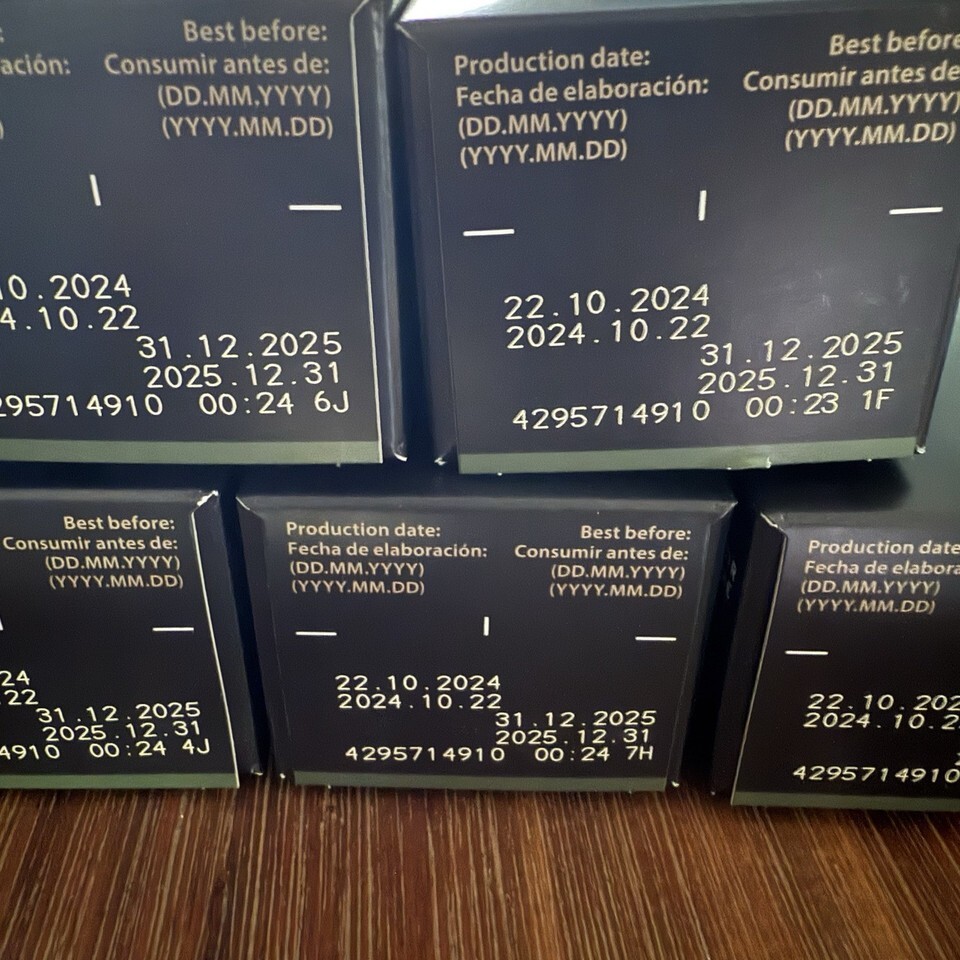 Best before:
Consumir antes de:
(DD.MM.YYYY)
(YYYY.MM.DD)
.2024
.10.22
31.12.2025
2025.12.31
295714910 00:24 6J
Production date:
Fecha de elaboración:
(DD.MM.YYYY)
(YYYY.MM.DD)
Best before
Consumir antes de
(DD.MM.YYYY)
(YYYY.MM.DD)
22.10.2024
2024.10.22
31.12.2025
2025.12.31
4295714910 00:23 1F
Best before:
Consumir antes de:
(DD.MM.YYYY)
(YYYY.MM.DD)
24
.22
31.12.2025
2025.12.31
4910 00:24 4J
Production date:
Fecha de elaboración:
(DD.MM.YYYY)
(YYYY.MM.DD)
Best before:
Consumir antes de:
(DD.MM.YYYY)
(YYYY.MM.DD)
22.10.2024
2024.10.22
31.12.2025
2025.12.31
4295714910 00:24 7H
Production date
Fecha de elabora
(DD.MM.YYYY)
(YYYY.MM.DD)
22.10.202
2024.10.2
4295714910